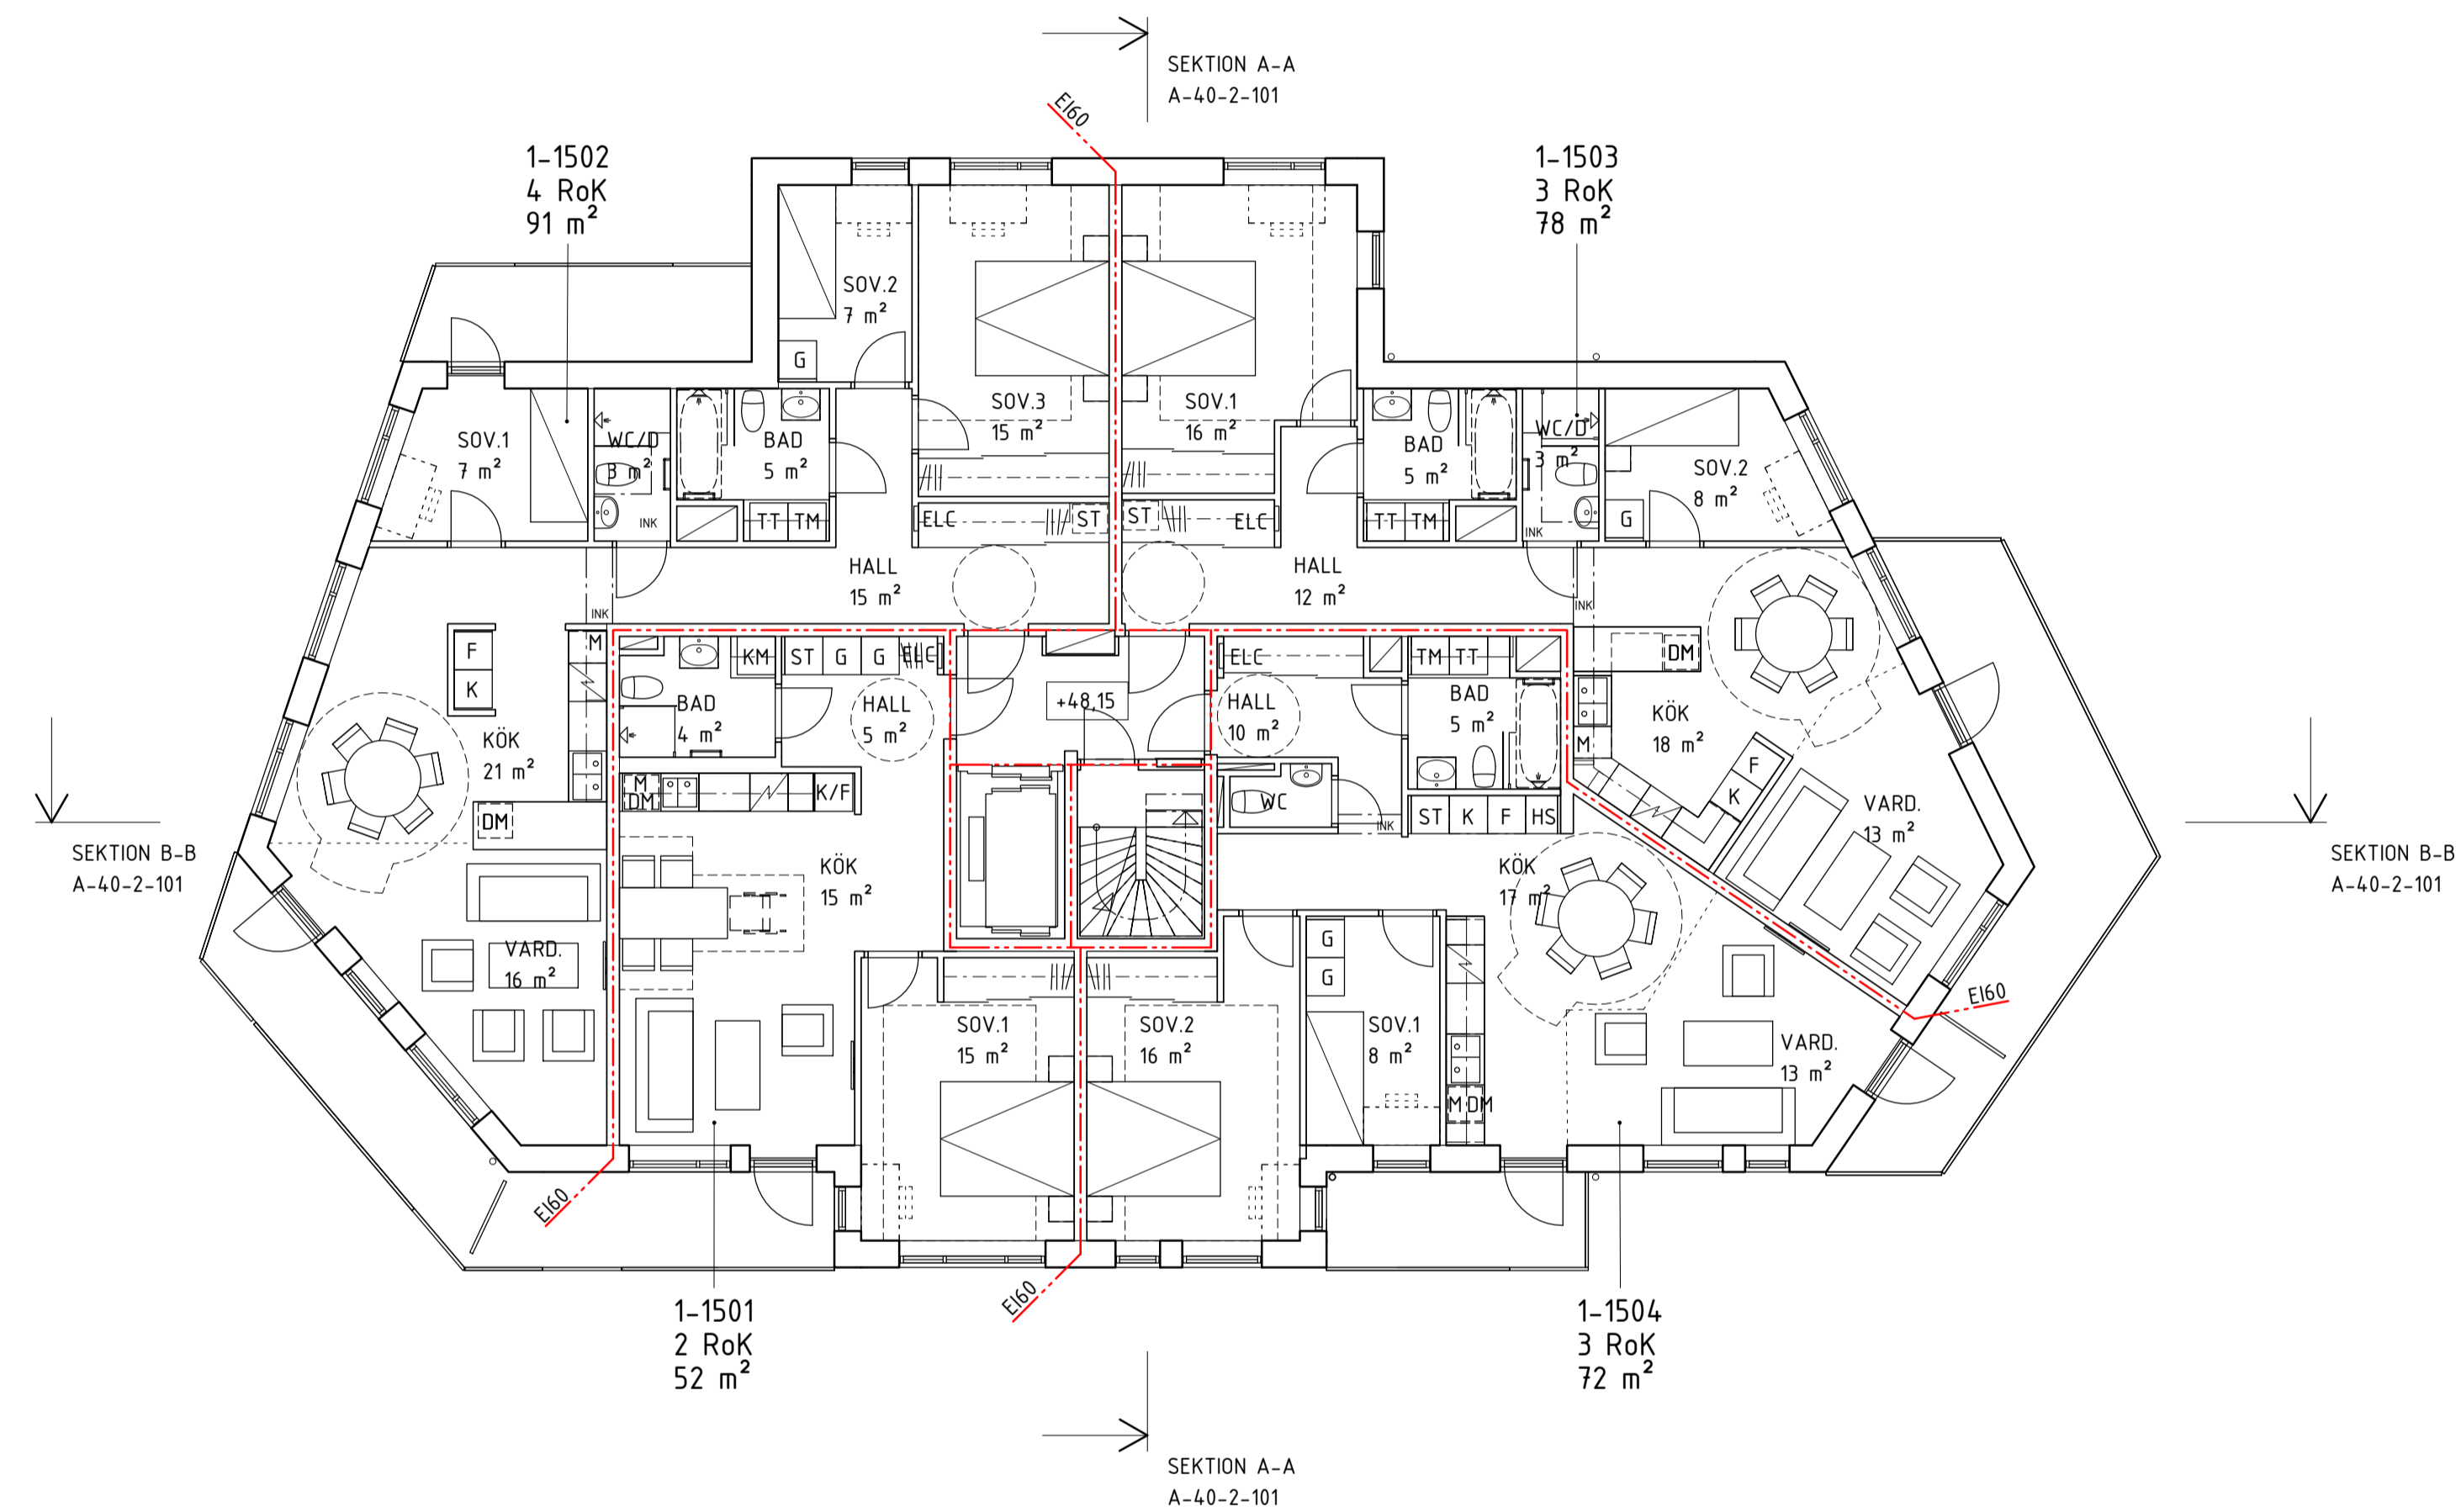 SEKTION A-A
A-40-2-101
EI60
1-1502
4 RoK
91 m²
1-1503
3 RoK
78 m²
SOV.2
7 m²
G
SOV.3
15 m²
SOV.1
16 m²
SOV.1
7 m²
WC/D
3 m²
BAD
5 m²
BAD
5 m²
WC/D
3 m²
SOV.2
8 m²
INK
TT
TM
ELC
ST
ST
ELC
TT
TM
INK
G
HALL
15 m²
HALL
12 m²
INK
INK
F
K
M
KM
ST
G
G
ELC
ELC
TM
TT
DM
BAD
4 m²
HALL
5 m²
+48,15
HALL
10 m²
BAD
5 m²
KÖK
18 m²
M
KÖK
21 m²
F
K
M
DM
K/F
WC
INK
ST
K
F
HS
DM
VARD.
13 m²
SEKTION B-B
A-40-2-101
SEKTION B-B
A-40-2-101
KÖK
15 m²
KÖK
17 m²
G
G
VARD.
16 m²
SOV.1
15 m²
SOV.2
16 m²
SOV.1
8 m²
EI60
VARD.
13 m²
M
DM
EI60
EI60
1-1501
2 RoK
52 m²
1-1504
3 RoK
72 m²
SEKTION A-A
A-40-2-101